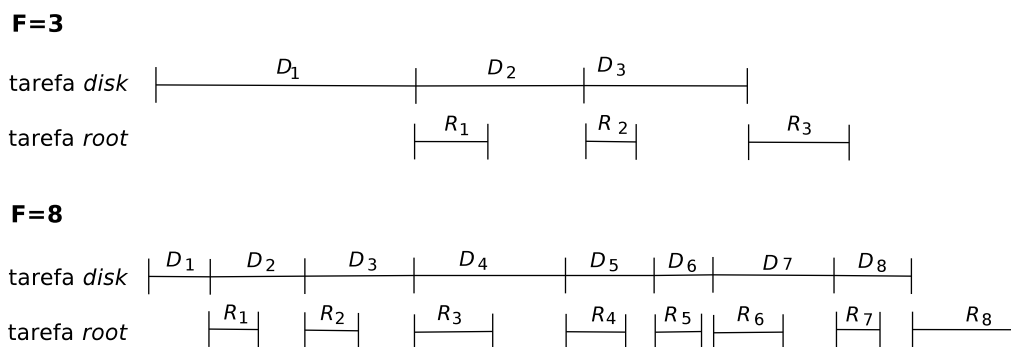 F=3
tarefa disk D1 D2 D3
tarefa root R1 R2 R3
F=8
tarefa disk D1 D2 D3 D4 D5 D6 D7 D8
tarefa root R1 R2 R3 R4 R5 R6 R7 R8